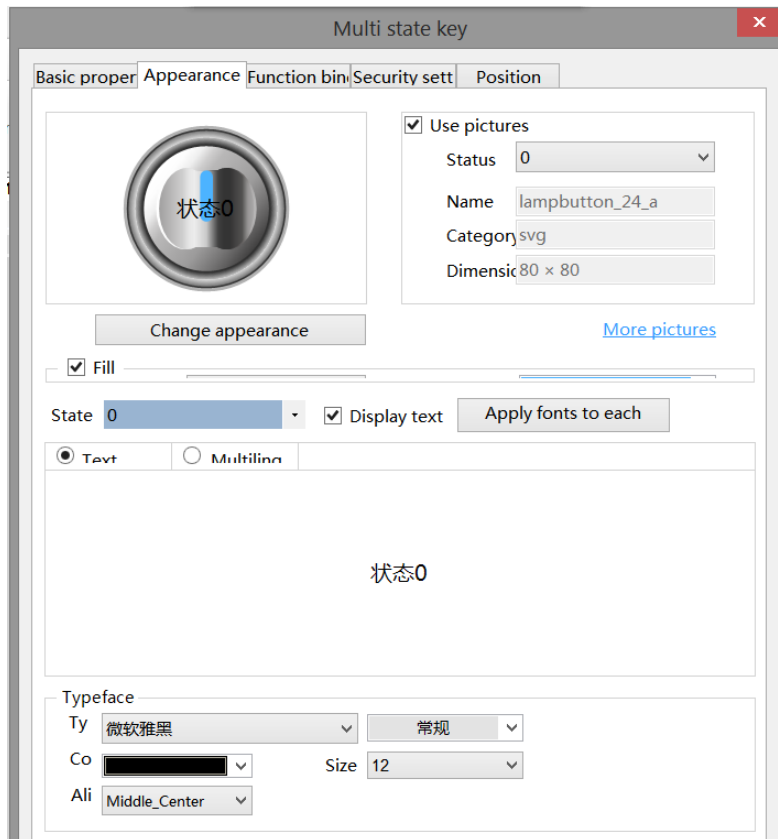 Multi state key
Basic proper Appearance Function bin Security sett Position
状态0
Use pictures
Status 0
Name lampbutton_24_a
Category svg
Dimensic 80 × 80
Change appearance
More pictures
Fill
State 0 Display text Apply fonts to each
Text Multiling
状态0
Typeface
Ty 微软雅黑 常规
Co Size 12
Ali Middle_Center